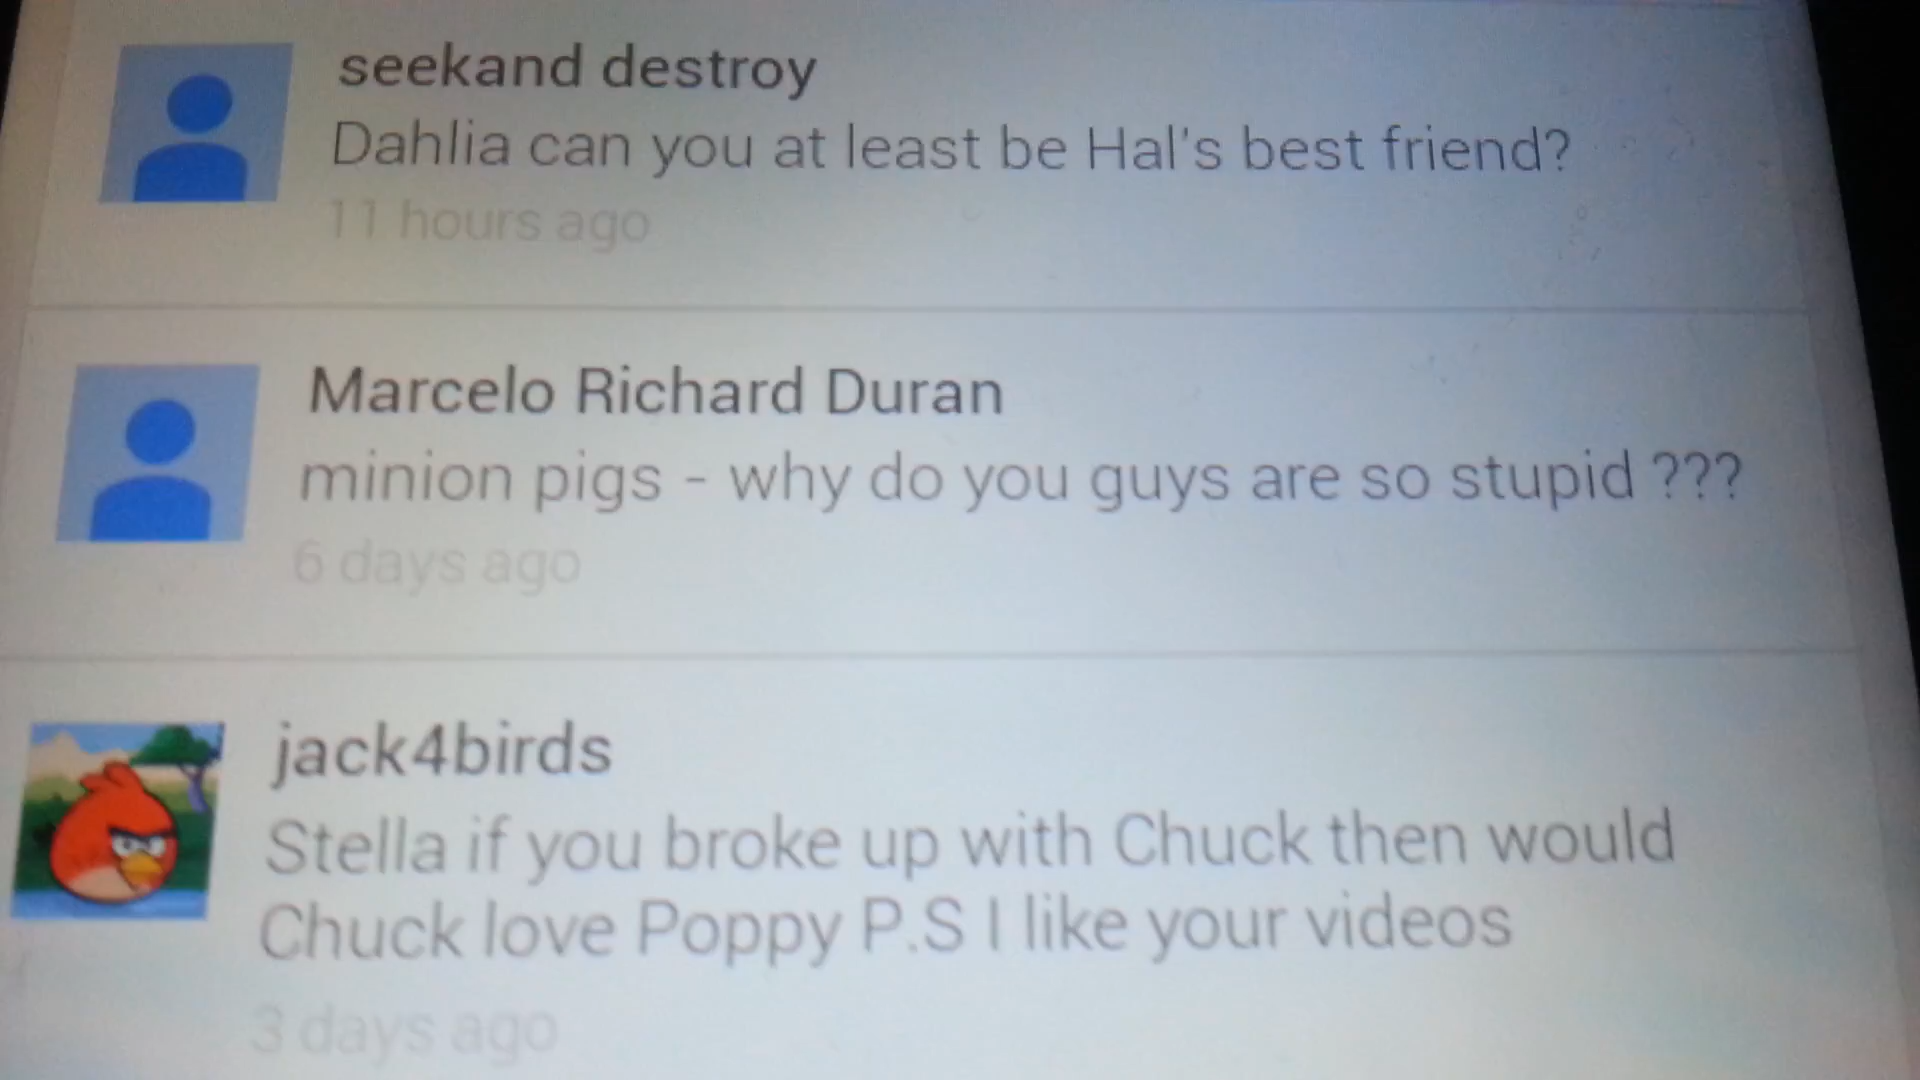 seekand destroy
Dahlia can you at least be Hal's best friend?
11 hours ago
Marcelo Richard Duran
minion pigs - why do you guys are so stupid ???
6 days ago
jack4birds
Stella if you broke up with Chuck then would
Chuck love Poppy P.S I like your videos
3 days ago